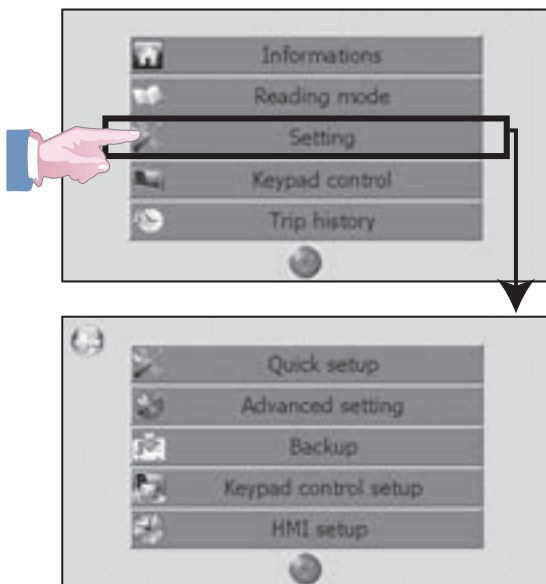 Informations
Reading mode
Setting
Keypad control
Trip history
Quick setup
Advanced setting
Backup
Keypad control setup
HMI setup